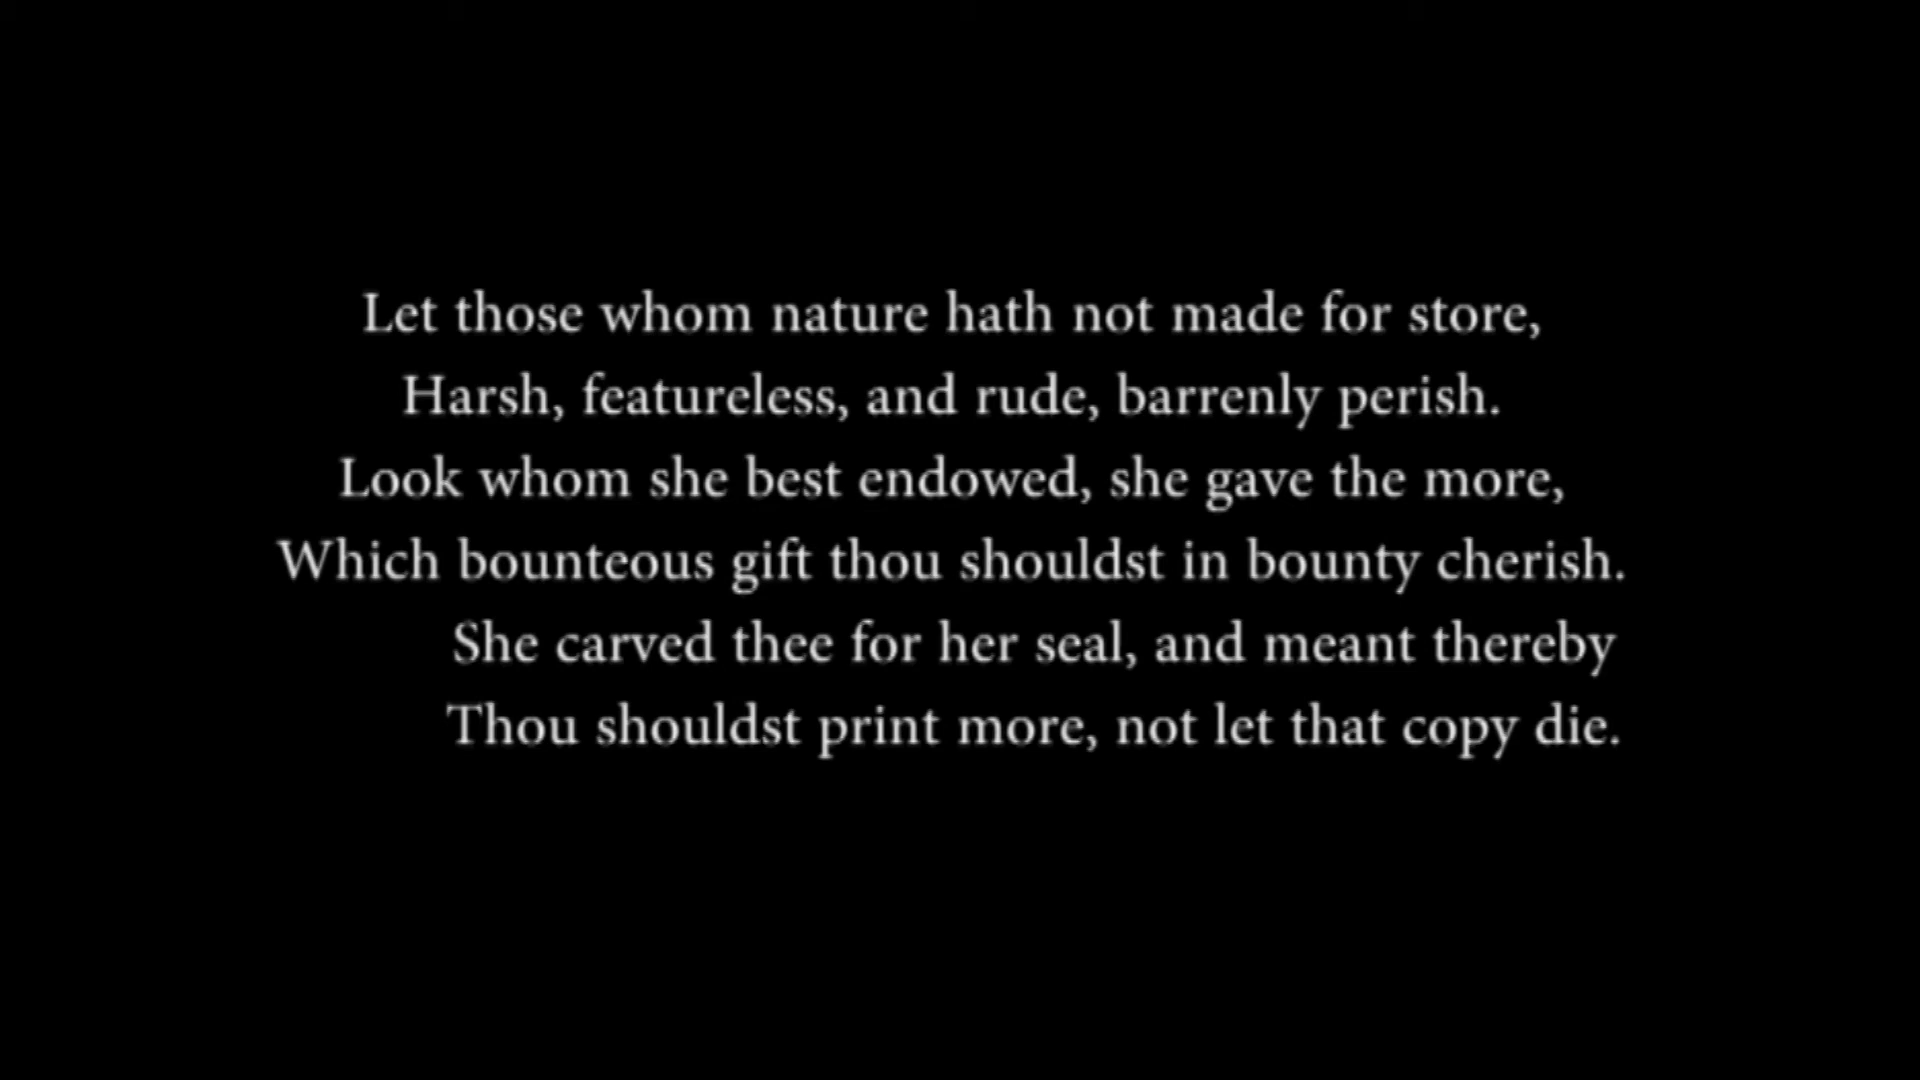 Let those whom nature hath not made for store,
Harsh, featureless, and rude, barrenly perish.
Look whom she best endowed, she gave the more,
Which bounteous gift thou shouldst in bounty cherish.
She carved thee for her seal, and meant thereby
Thou shouldst print more, not let that copy die.